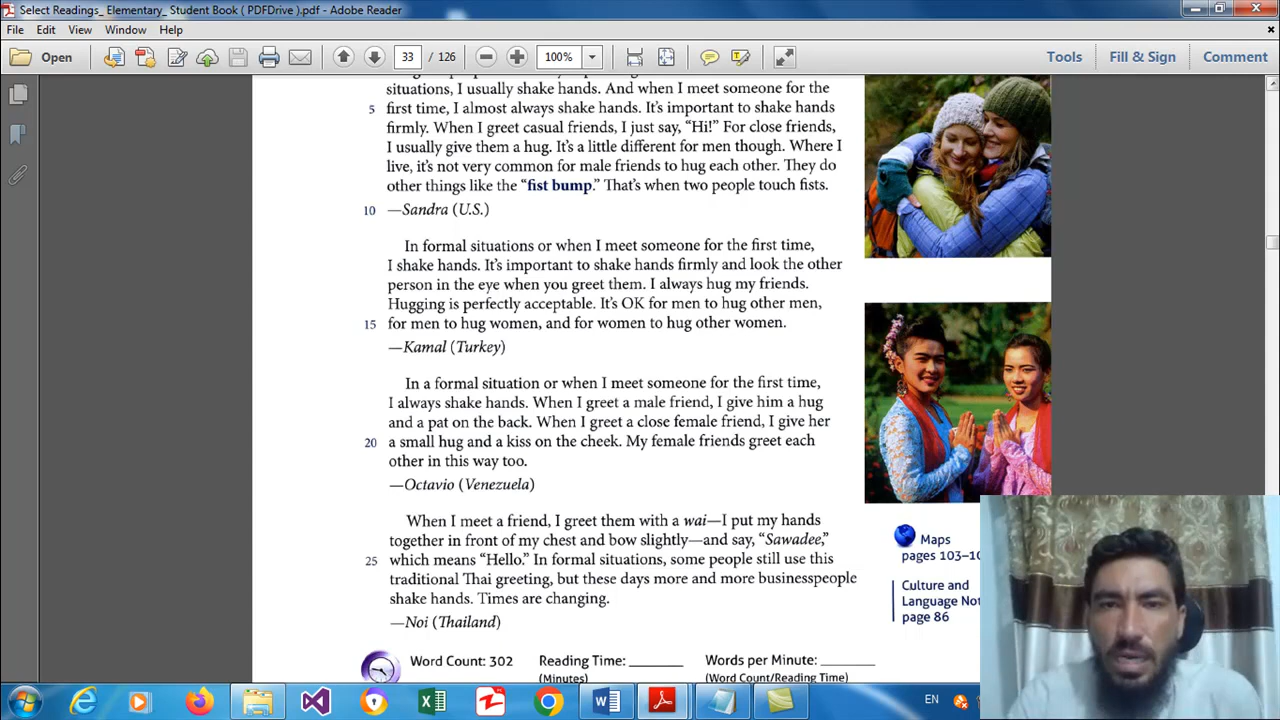 Select Readings_ Elementary_ Student Book ( PDFDrive ).pdf - Adobe Reader
File Edit View Window Help
Open 33 / 126 100% Tools Fill & Sign Comment
situations, I usually shake hands. And when I meet someone for the
5 first time, I almost always shake hands. It's important to shake hands
firmly. When I greet casual friends, I just say, “Hi!” For close friends,
I usually give them a hug. It's a little different for men though. Where I
live, it's not very common for male friends to hug each other. They do
other things like the “fist bump.” That's when two people touch fists.
10 —Sandra (U.S.)
In formal situations or when I meet someone for the first time,
I shake hands. It's important to shake hands firmly and look the other
person in the eye when you greet them. I always hug my friends.
Hugging is perfectly acceptable. It's OK for men to hug other men,
15 for men to hug women, and for women to hug other women.
—Kamal (Turkey)
In a formal situation or when I meet someone for the first time,
I always shake hands. When I greet a male friend, I give him a hug
and a pat on the back. When I greet a close female friend, I give her
20 a small hug and a kiss on the cheek. My female friends greet each
other in this way too.
—Octavio (Venezuela)
When I meet a friend, I greet them with a wai—I put my hands
together in front of my chest and bow slightly—and say, “Sawadee,”
25 which means “Hello.” In formal situations, some people still use this
traditional Thai greeting, but these days more and more businesspeople
shake hands. Times are changing.
—Noi (Thailand)
Maps
pages 103–10
Culture and
Language Not
page 86
Word Count: 302 Reading Time: ______ Words per Minute: ______
(Minutes) (Word Count/Reading Time)
EN